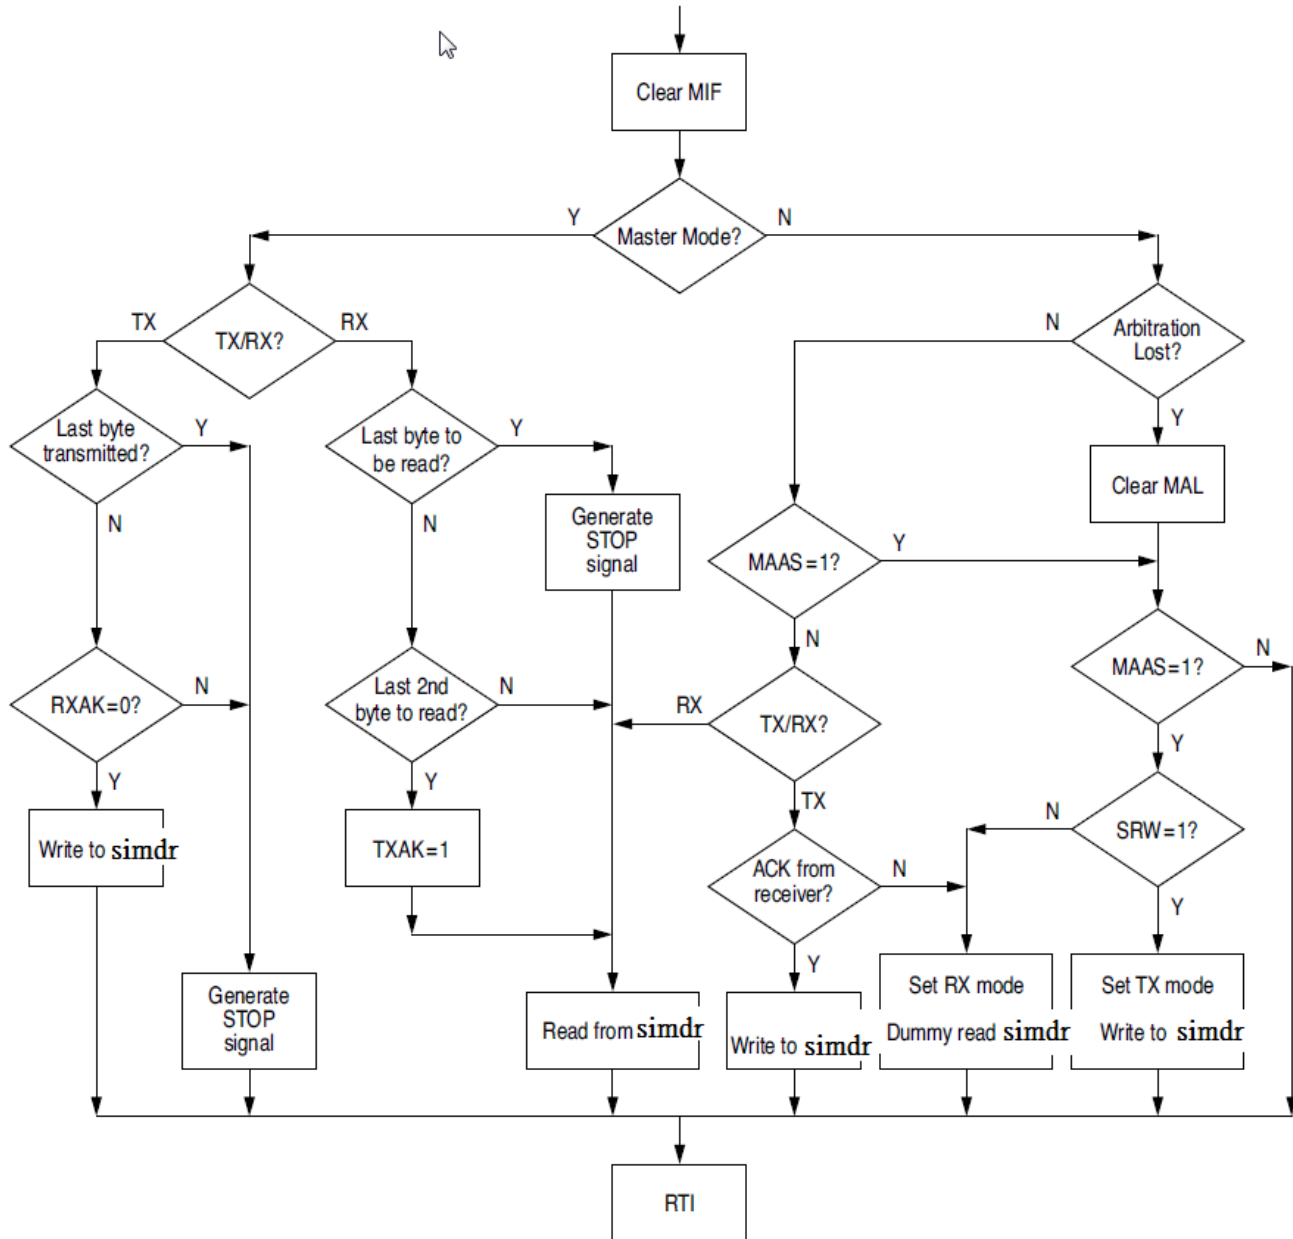 Clear MIF
Y
N
Master Mode?
TX
RX
TX/RX?
N
Arbitration
Lost?
Y
Last byte
transmitted?
Y
Last byte to
be read?
Y
Clear MAL
N
N
Generate
STOP
signal
MAAS=1?
Y
N
RXAK=0?
N
Last 2nd
byte to read?
N
RX
TX/RX?
MAAS=1?
N
Y
Y
TX
Y
Write to simdr
TXAK=1
ACK from
receiver?
N
N
SRW=1?
Y
Y
Generate
STOP
signal
Read from simdr
Write to simdr
Set RX mode
Dummy read simdr
Set TX mode
Write to simdr
RTI